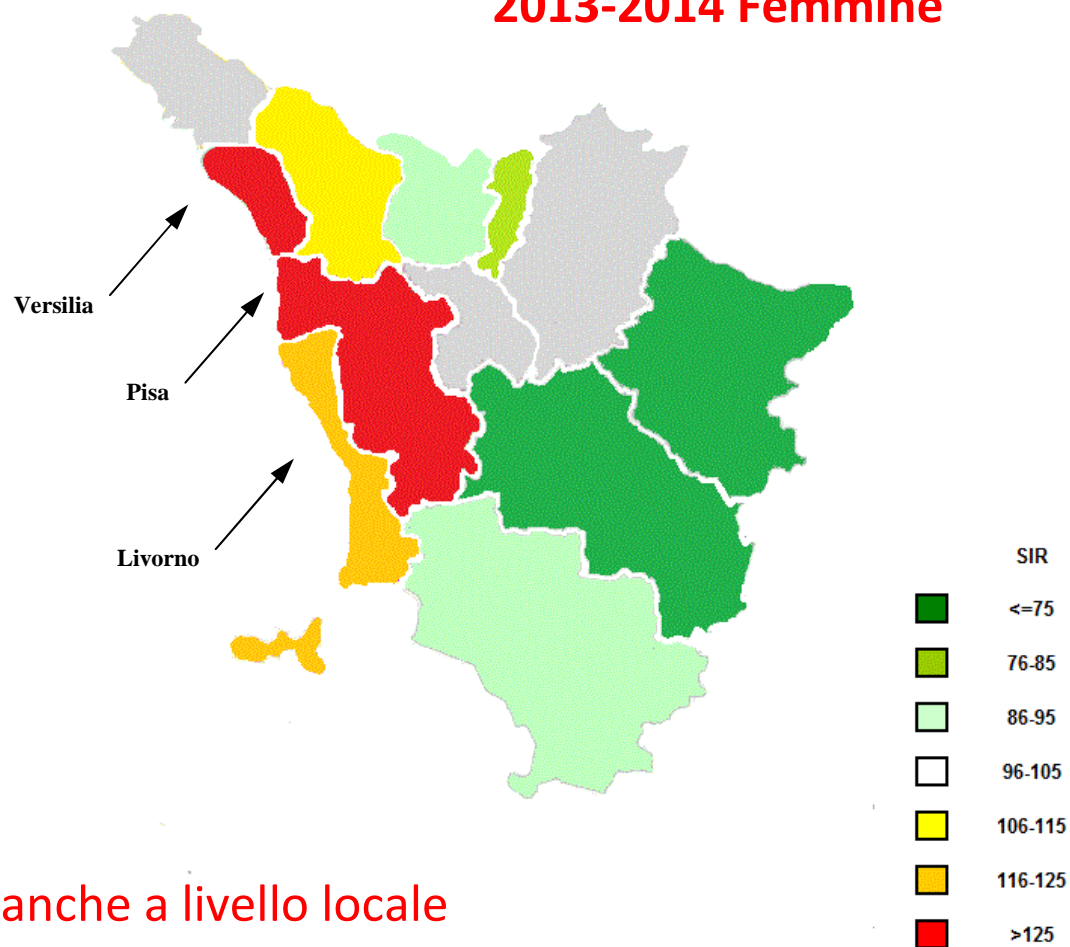 2013-2014 Femmine
Versilia
Pisa
Livorno
SIR
<=75
76-85
86-95
96-105
106-115
116-125
>125
anche a livello locale